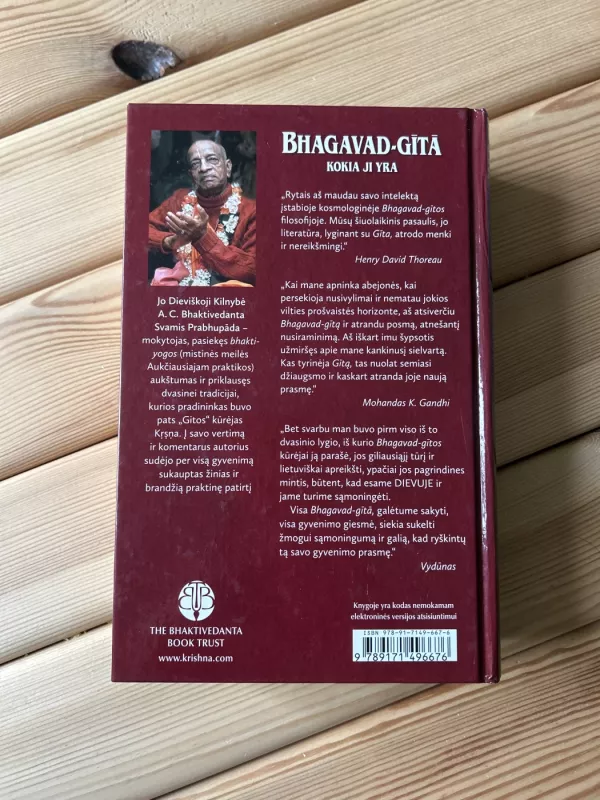 BHAGAVAD-GĪTĀ
KOKIA JI YRA
„Rytais aš maudau savo intelektą
įstabioje kosmologinėje Bhagavad-gītos
filosofijoje. Mūsų šiuolaikinis pasaulis, jo
literatūra, lyginant su Gīta, atrodo menki
ir nereikšmingi.“
Henry David Thoreau
„Kai mane apninka abejonės, kai
persekioja nusivylimai ir nematau jokios
vilties prošvaistės horizonte, aš atsiverčiu
Bhagavad-gītą ir atrandu posmą, atnešantį
nusiraminimą. Aš iškart imu šypsotis
užmiršęs apie mane kankinusį sielvartą.
Kas tyrinėja Gītą, tas nuolat semiasi
džiaugsmo ir kaskart atranda joje naują
prasmę.“
Mohandas K. Gandhi
„Bet svarbu man buvo pirm viso iš to
dvasinio lygio, iš kurio Bhagavad-gītos
kūrėjai ją parašė, jos giliausiąjį turį ir
lietuviškai apreikšti, ypačiai jos pagrindines
mintis, būtent, kad esame DIEVUJE ir
jame turime sąmoningėti.
Visa Bhagavad-gītā, galėtume sakyti,
visa gyvenimo giesmė, siekia sukelti
žmogui sąmoningumą ir galią, kad ryškintų
tą savo gyvenimo prasmę.“
Vydūnas
Jo Dieviškoji Kilnybė
A. C. Bhaktivedanta
Svamis Prabhupāda –
mokytojas, pasiekęs bhakti-
yogos (mistinės meilės
Aukščiausiajam praktikos)
aukštumas ir priklausęs
dvasinei tradicijai,
kurios pradininkas buvo
pats „Gītos“ kūrėjas
Kṛṣṇa. Į savo vertimą
ir komentarus autorius
sudėjo per visą gyvenimą
sukauptas žinias ir
brandžią praktinę patirtį
THE BHAKTIVEDANTA
BOOK TRUST
www.krishna.com
Knygoje yra kodas nemokamam
elektroninės versijos atsisiuntimui
ISBN 978-91-7149-667-6
9 789171 496676